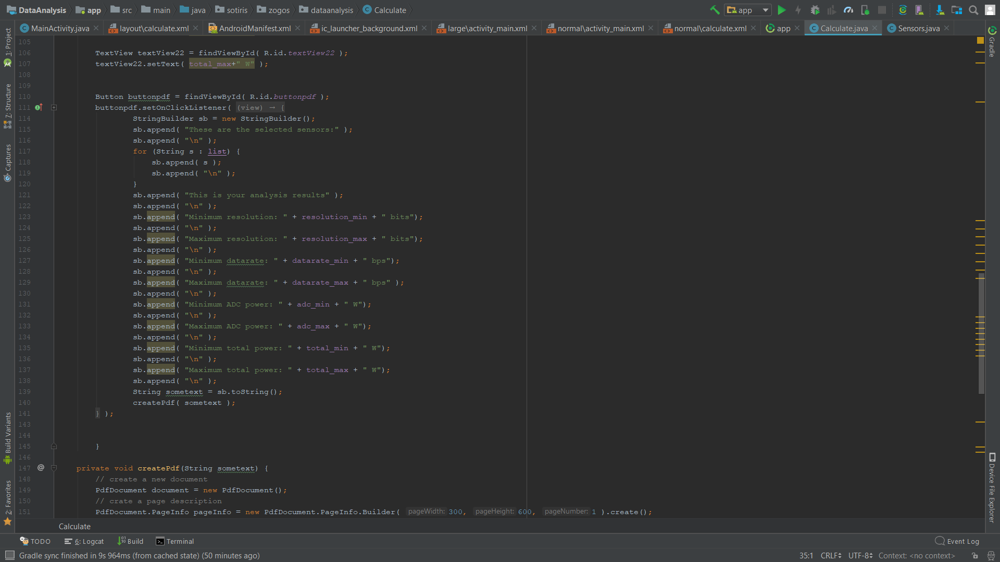 DataAnalysis app src main java sotiris zogos dataanalysis Calculate app
MainActivity.java layout\calculate.xml AndroidManifest.xml ic_launcher_background.xml large\activity_main.xml normal\activity_main.xml normal\calculate.xml app Calculate.java Sensors.java
1: Project
7: Structure
Captures
Build Variants
2: Favorites
105
106 TextView textView22 = findViewById( R.id.textView22 );
107 textView22.setText( total_max+" W" );
108
109
110 Button buttonpdf = findViewById( R.id.buttonpdf );
111 buttonpdf.setOnClickListener( (view) → {
114 StringBuilder sb = new StringBuilder();
115 sb.append( "These are the selected sensors:" );
116 sb.append( "\n" );
117 for (String s : list) {
118 sb.append( s );
119 sb.append( "\n" );
120 }
121 sb.append( "This is your analysis results" );
122 sb.append( "\n" );
123 sb.append( "Minimum resolution: " + resolution_min + " bits");
124 sb.append( "\n" );
125 sb.append( "Maximum resolution: " + resolution_max + " bits");
126 sb.append( "\n" );
127 sb.append( "Minimum datarate: " + datarate_min + " bps");
128 sb.append( "\n" );
129 sb.append( "Maximum datarate: " + datarate_max + " bps" );
130 sb.append( "\n" );
131 sb.append( "Minimum ADC power: " + adc_min + " W");
132 sb.append( "\n" );
133 sb.append( "Maximum ADC power: " + adc_max + " W");
134 sb.append( "\n" );
135 sb.append( "Minimum total power: " + total_min + " W");
136 sb.append( "\n" );
137 sb.append( "Maximum total power: " + total_max + " W");
138 sb.append( "\n" );
139 String sometext = sb.toString();
140 createPdf( sometext );
141 } );
143
144
145 }
146
147 @ private void createPdf(String sometext) {
148 // create a new document
149 PdfDocument document = new PdfDocument();
150 // crate a page description
151 PdfDocument.PageInfo pageInfo = new PdfDocument.PageInfo.Builder( pageWidth: 300, pageHeight: 600, pageNumber: 1 ).create();
Gradle
Device File Explorer
Calculate
TODO 6: Logcat Build Terminal Event Log
Gradle sync finished in 9s 964ms (from cached state) (50 minutes ago) 35:1 CRLF UTF-8 Context: <no context>